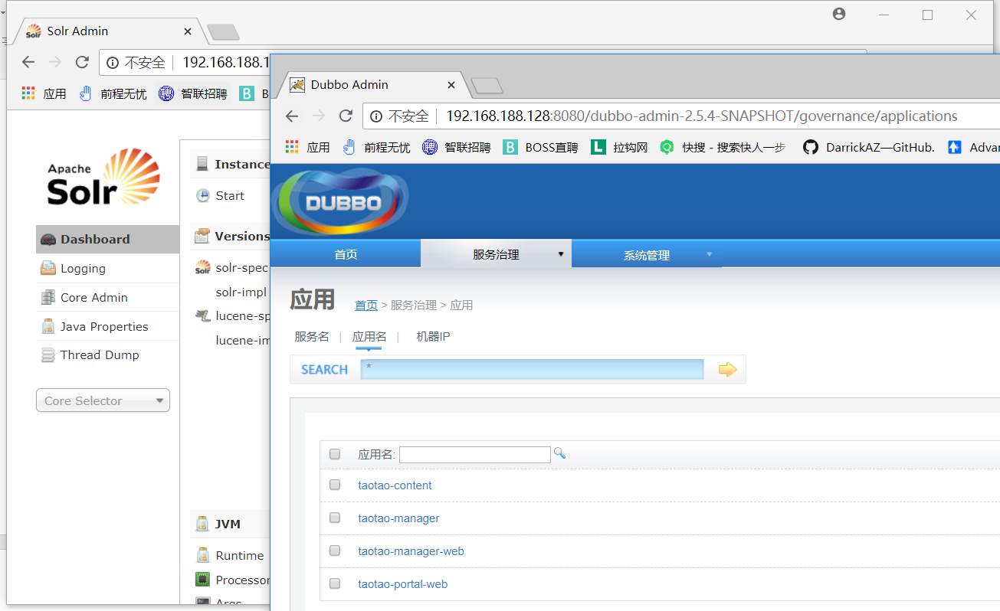 Solr Admin
不安全 192.168.188.1
应用 前程无忧 智联招聘 B
Apache
Solr
Dashboard
Logging
Core Admin
Java Properties
Thread Dump
Core Selector
Instance
Start
Versions
solr-spec
solr-impl
lucene-sp
lucene-im
JVM
Runtime
Processor
Args
Dubbo Admin
不安全 192.168.188.128:8080/dubbo-admin-2.5.4-SNAPSHOT/governance/applications
应用 前程无忧 智联招聘 BOSS直聘 拉钩网 快搜 - 搜索快人一步 DarrickAZ—GitHub. Advan
DUBBO
首页 服务治理 系统管理
应用 首页 > 服务治理 > 应用
服务名 | 应用名 | 机器IP
SEARCH *
应用名:
taotao-content
taotao-manager
taotao-manager-web
taotao-portal-web